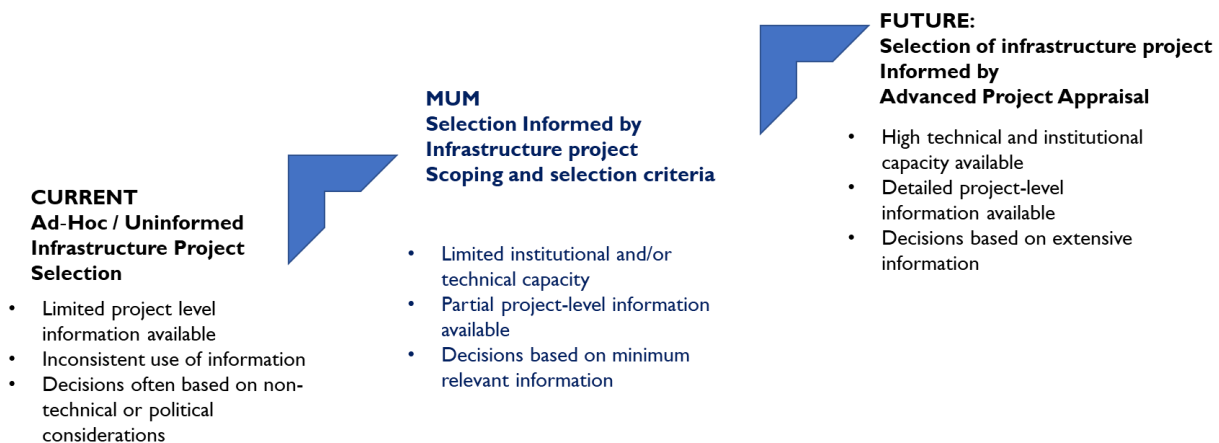 CURRENT
Ad-Hoc / Uninformed
Infrastructure Project
Selection
• Limited project level
information available
• Inconsistent use of information
• Decisions often based on non-
technical or political
considerations
MUM
Selection Informed by
Infrastructure project
Scoping and selection criteria
• Limited institutional and/or
technical capacity
• Partial project-level information
available
• Decisions based on minimum
relevant information
FUTURE:
Selection of infrastructure project
Informed by
Advanced Project Appraisal
• High technical and institutional
capacity available
• Detailed project-level
information available
• Decisions based on extensive
information